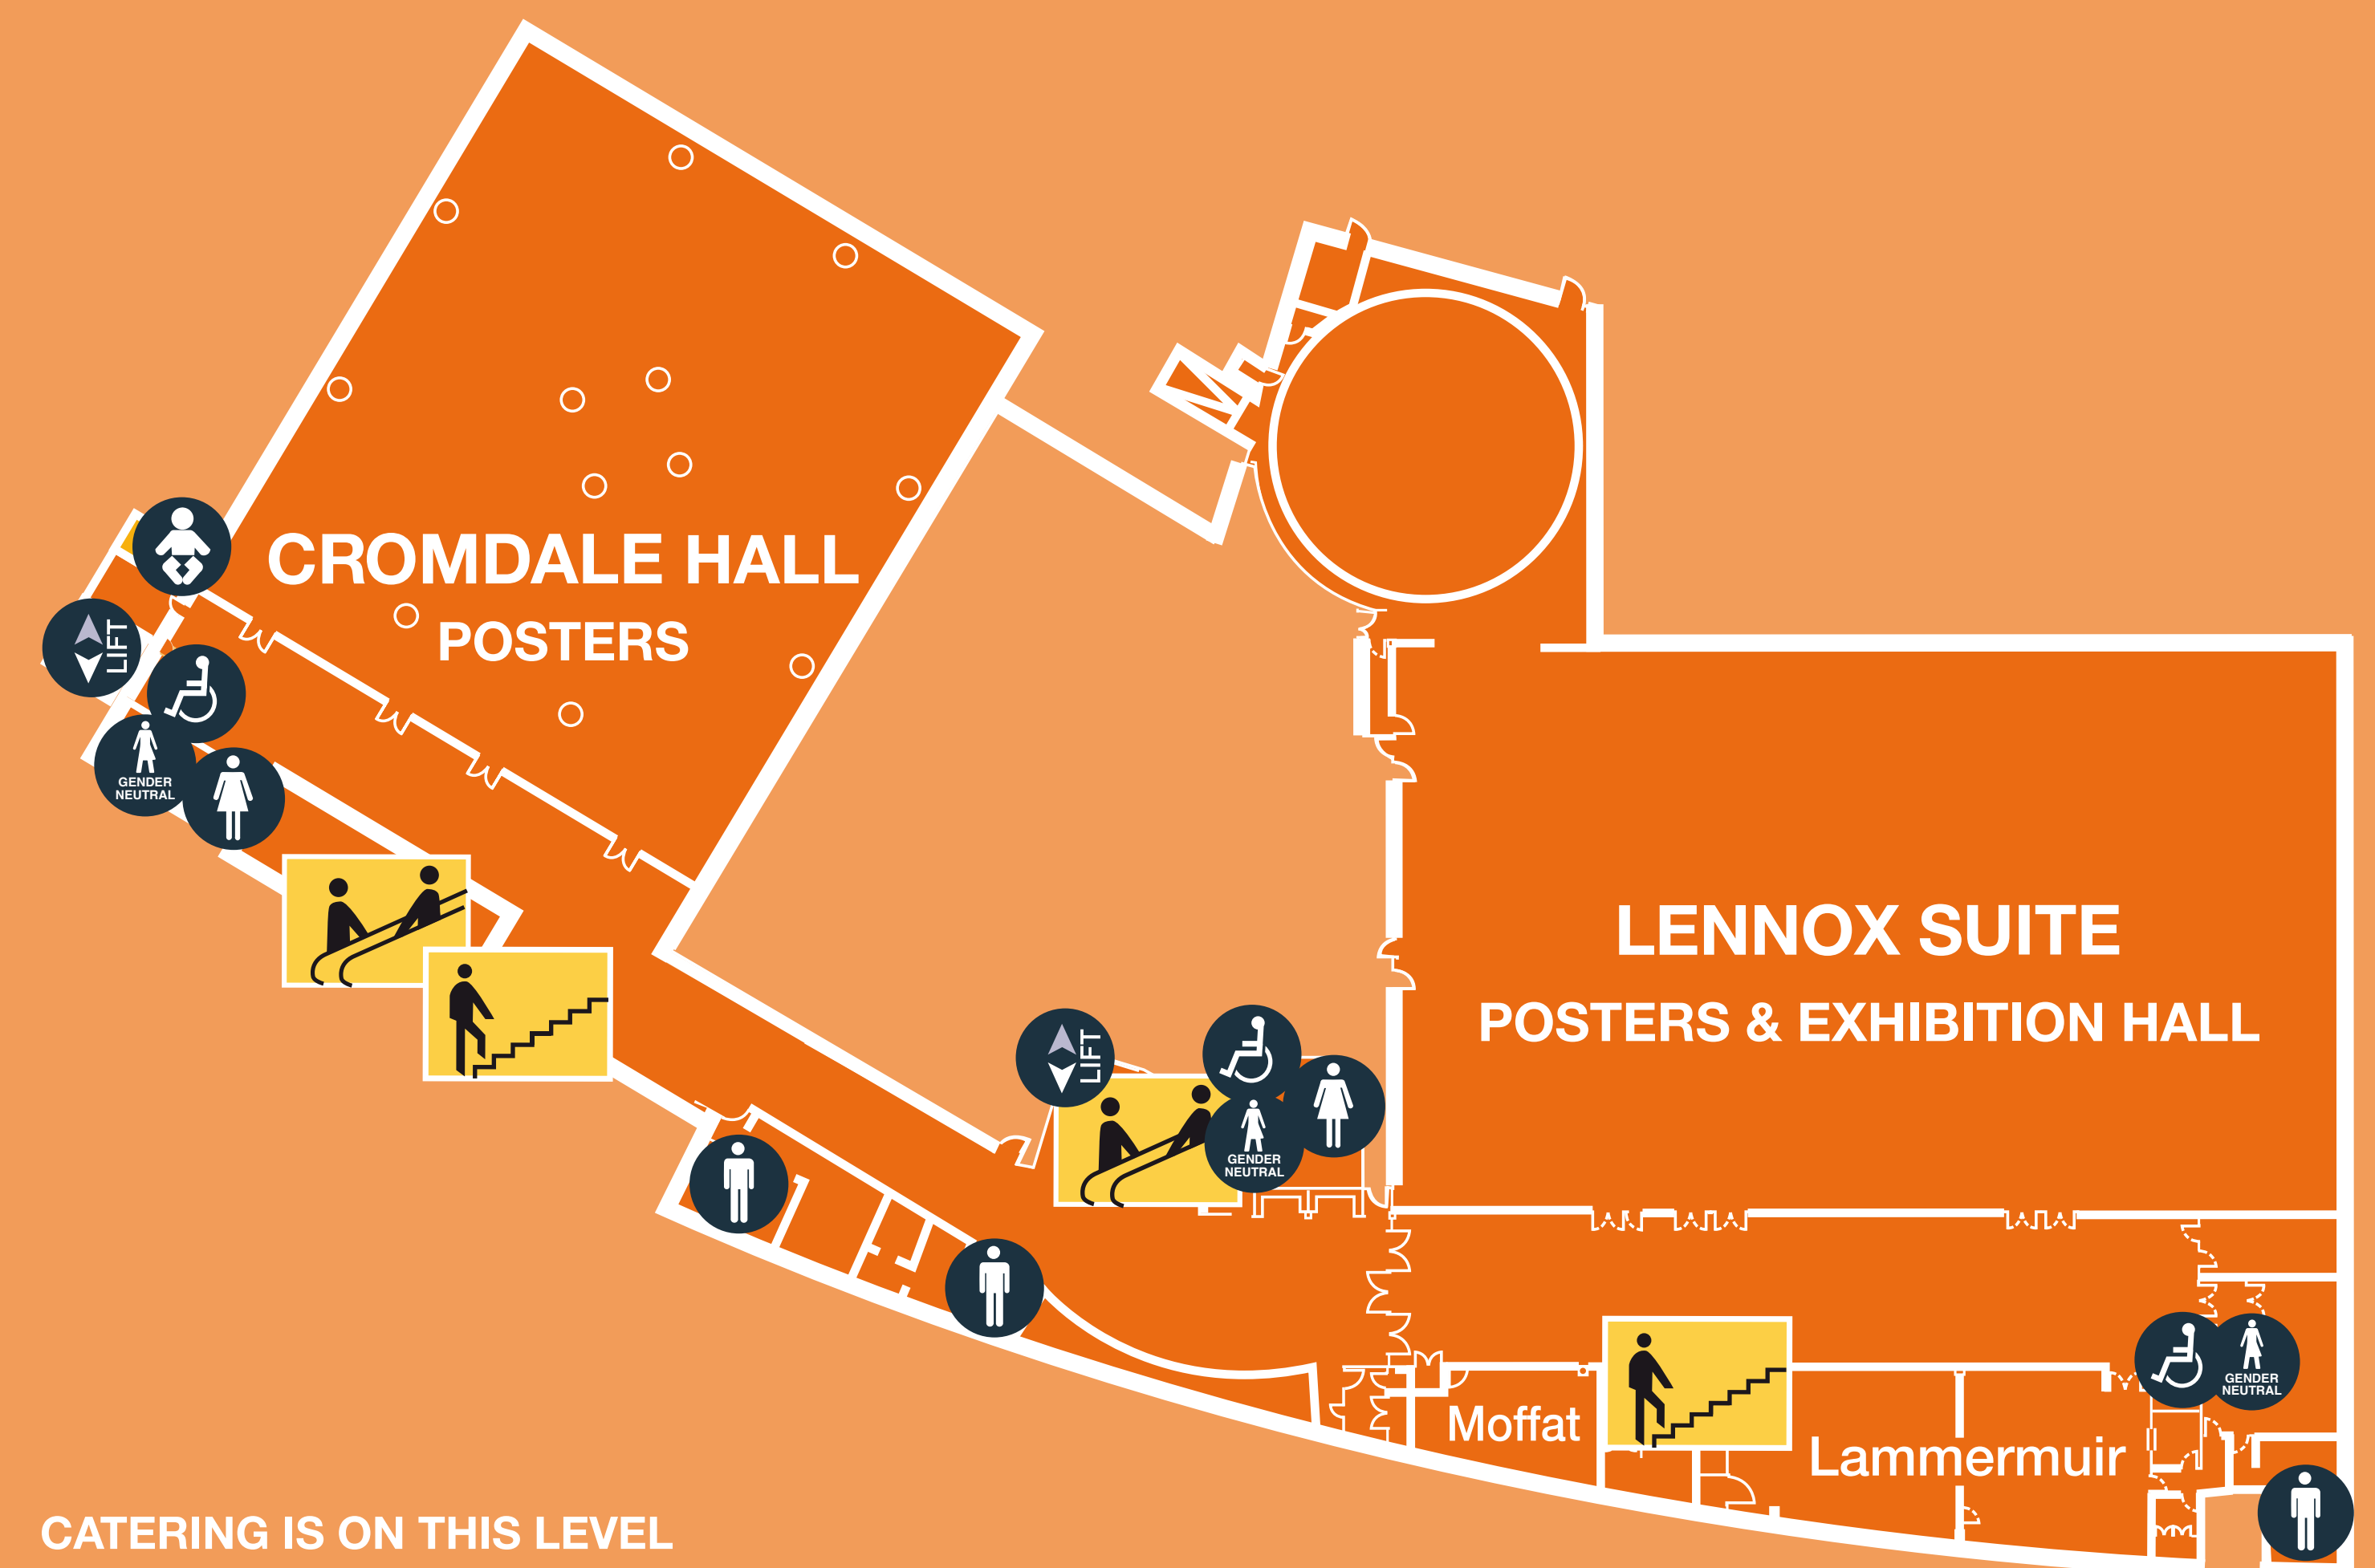 CROMDALE HALL
POSTERS
LIFT
GENDER
NEUTRAL
LENNOX SUITE
POSTERS & EXHIBITION HALL
LIFT
GENDER
NEUTRAL
GENDER
NEUTRAL
Moffat
Lammermuir
CATERING IS ON THIS LEVEL